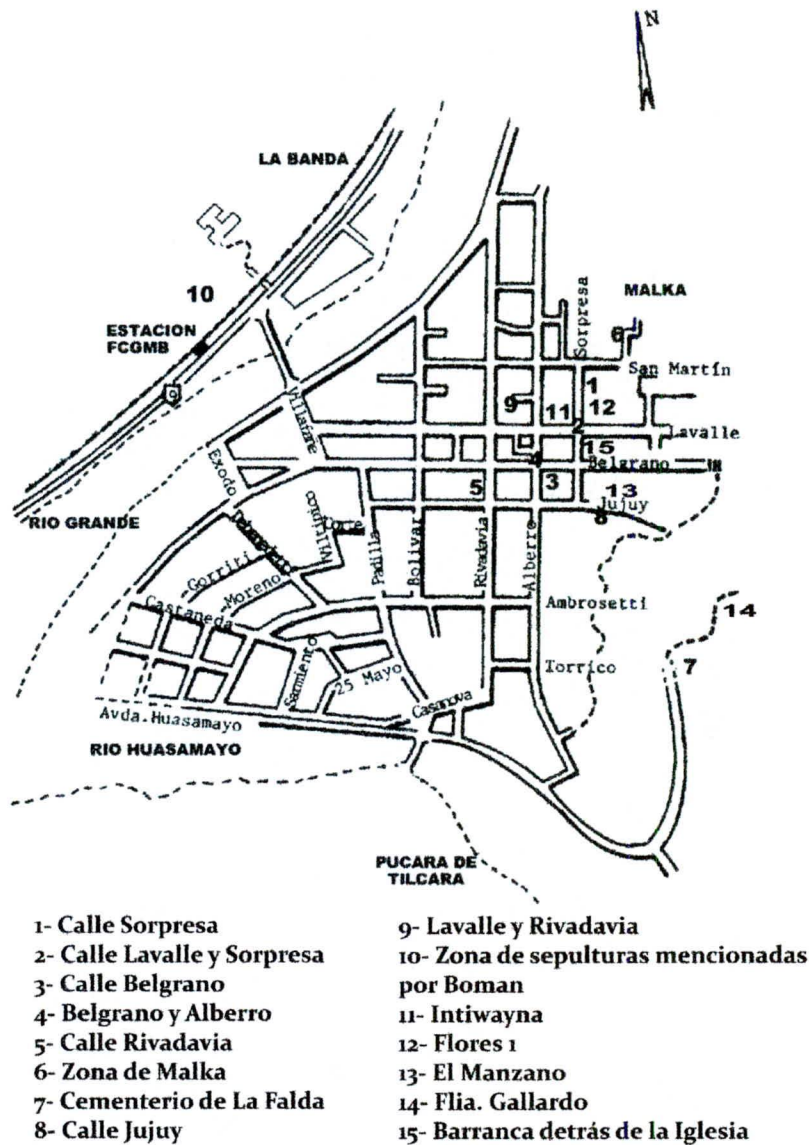 N
LA BANDA
10
ESTACION
FCGMB
Sorpresa
MALKA
6
San Martín
1
9
11
12
2
Lavalle
15
4
Belgrano
Villafañe
Exodo
5
3
13
Jujuy
8
RIO GRANDE
Torre
Padilla
Bolivar
Rivadavia
Alberro
Gorriti
Moreno
Castañeda
Ambrosetti
14
Sarmiento
25 Mayo
Torrico
7
Casanova
Avda.Huasamayo
RIO HUASAMAYO
PUCARA DE
TILCARA
1- Calle Sorpresa
2- Calle Lavalle y Sorpresa
3- Calle Belgrano
4- Belgrano y Alberro
5- Calle Rivadavia
6- Zona de Malka
7- Cementerio de La Falda
8- Calle Jujuy
9- Lavalle y Rivadavia
10- Zona de sepulturas mencionadas
por Boman
11- Intiwayna
12- Flores 1
13- El Manzano
14- Flia. Gallardo
15- Barranca detrás de la Iglesia